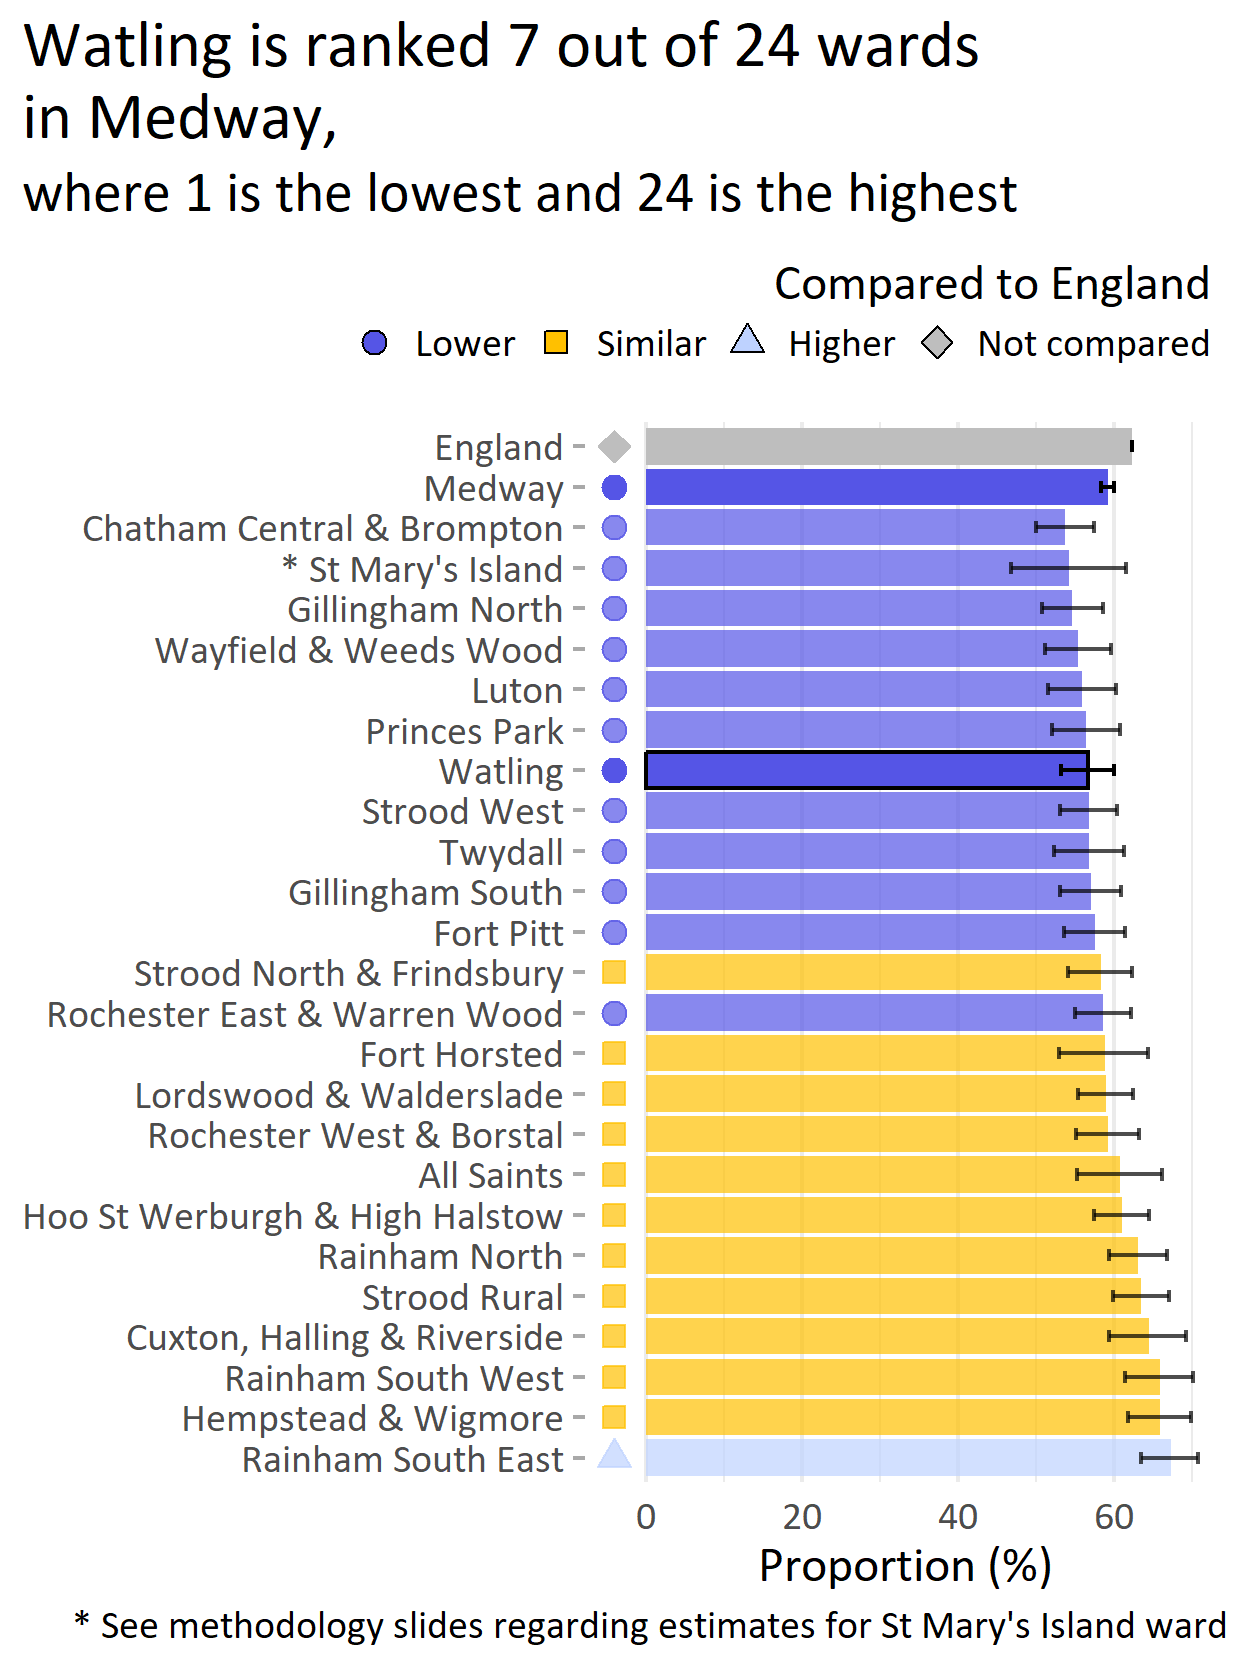 Watling is ranked 7 out of 24 wards
in Medway,
where 1 is the lowest and 24 is the highest
Compared to England
Lower Similar Higher Not compared
England
Medway
Chatham Central & Brompton
* St Mary's Island
Gillingham North
Wayfield & Weeds Wood
Luton
Princes Park
Watling
Strood West
Twydall
Gillingham South
Fort Pitt
Strood North & Frindsbury
Rochester East & Warren Wood
Fort Horsted
Lordswood & Walderslade
Rochester West & Borstal
All Saints
Hoo St Werburgh & High Halstow
Rainham North
Strood Rural
Cuxton, Halling & Riverside
Rainham South West
Hempstead & Wigmore
Rainham South East
0 20 40 60
Proportion (%)
* See methodology slides regarding estimates for St Mary's Island ward